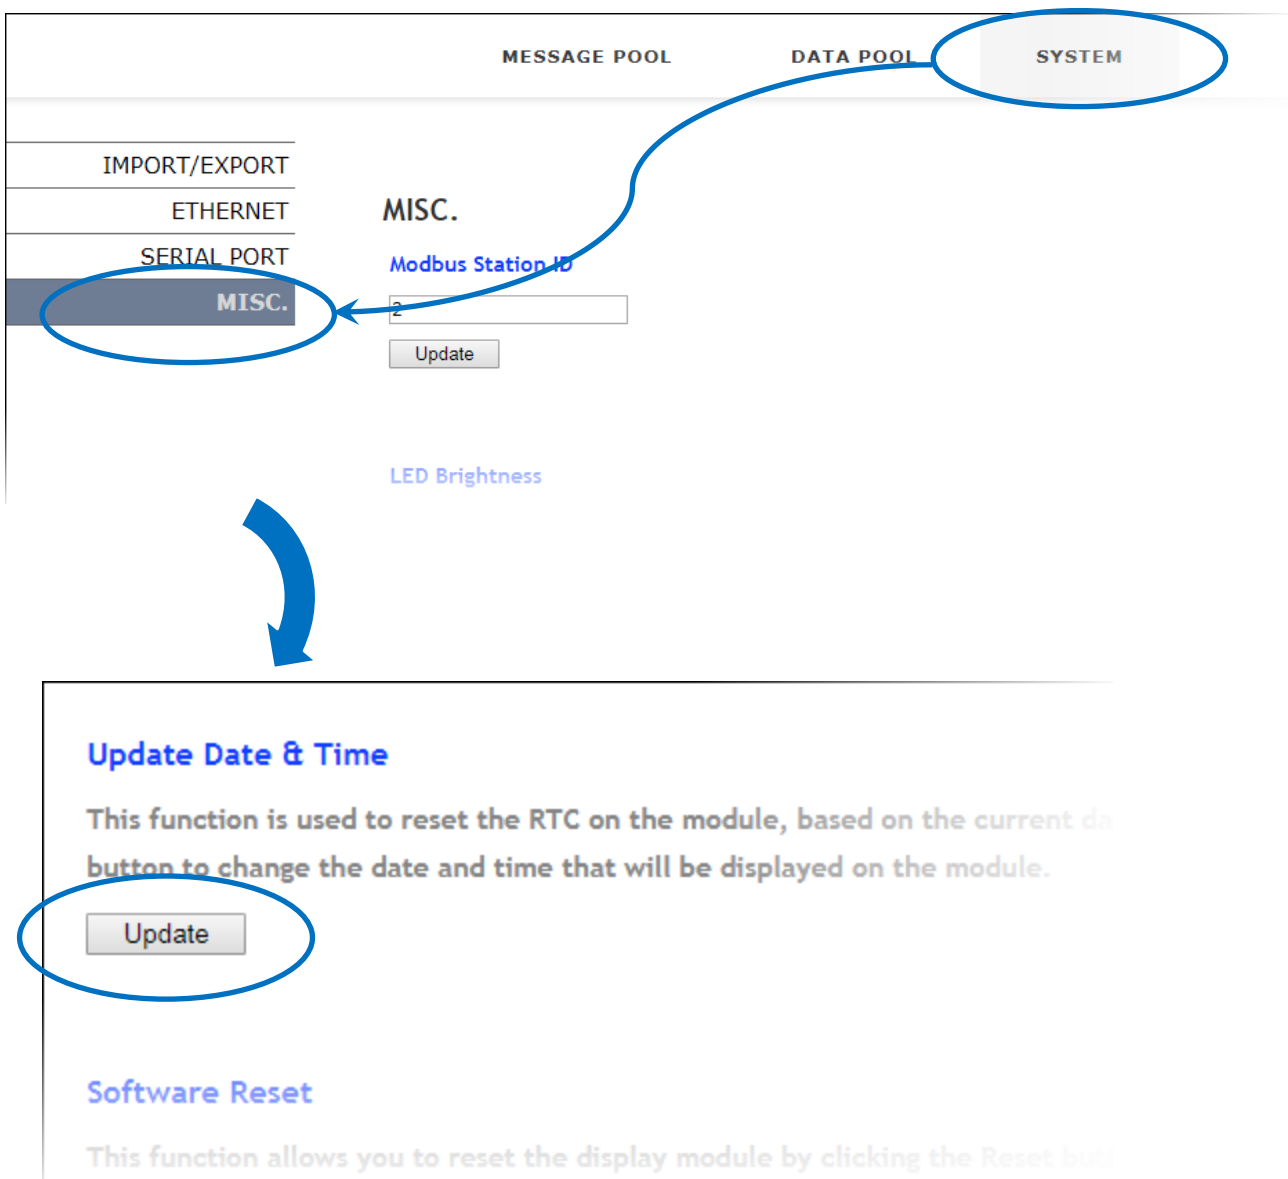 MESSAGE POOL DATA POOL SYSTEM
IMPORT/EXPORT
ETHERNET
SERIAL PORT
MISC.
MISC.
Modbus Station ID
2
Update
LED Brightness
Update Date & Time
This function is used to reset the RTC on the module, based on the current da
button to change the date and time that will be displayed on the module.
Update
Software Reset
This function allows you to reset the display module by clicking the Reset